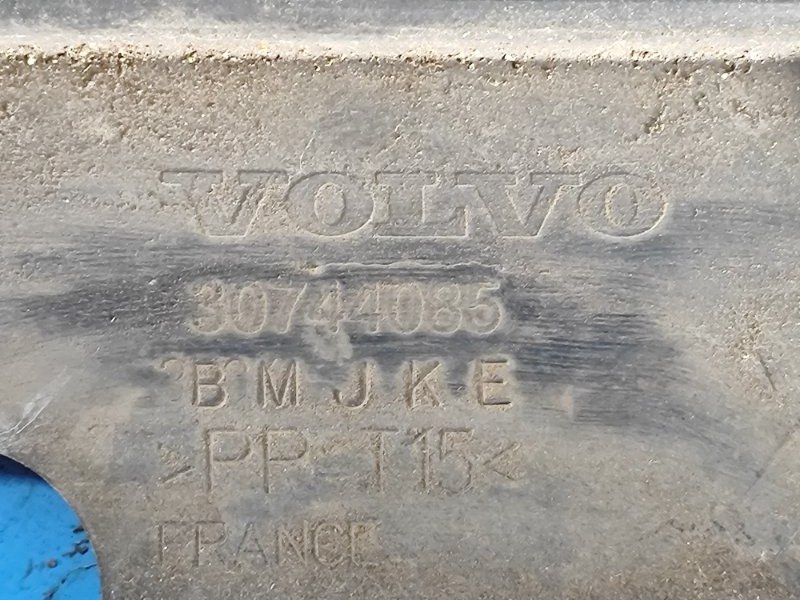 VOLVO
30744085
B M J K E
>PP-T15<
FRANCE